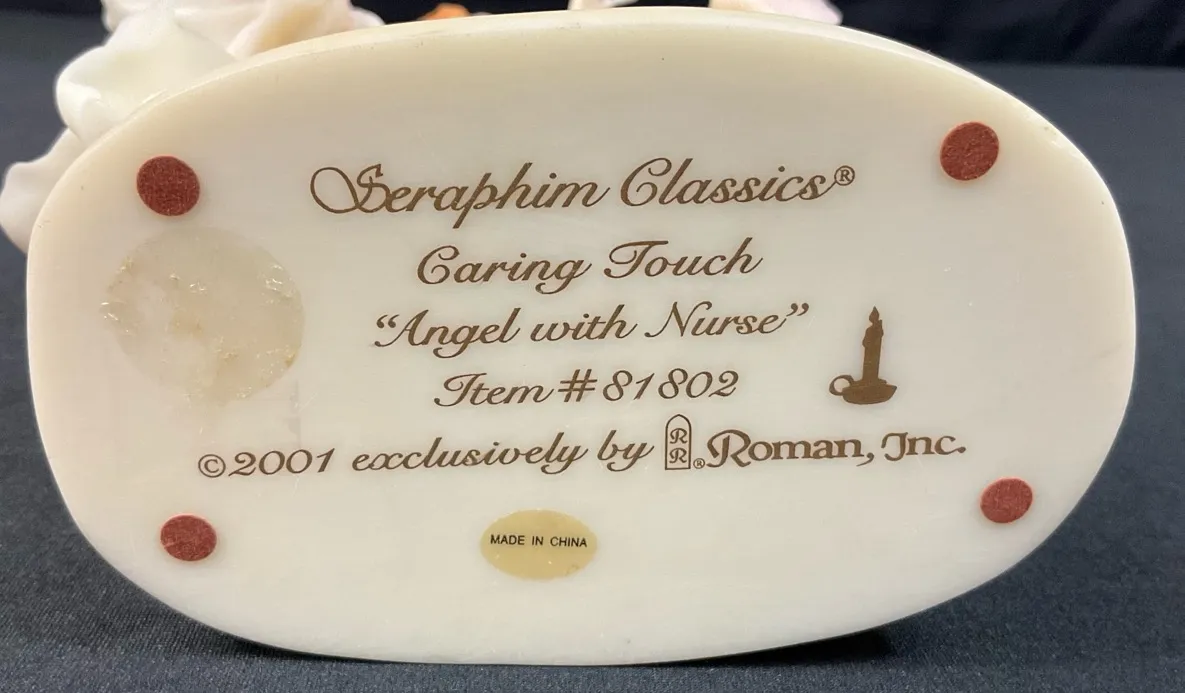 Seraphim Classics®
Caring Touch
“Angel with Nurse”
Item #81802
©2001 exclusively by RR® Roman, Inc.
MADE IN CHINA